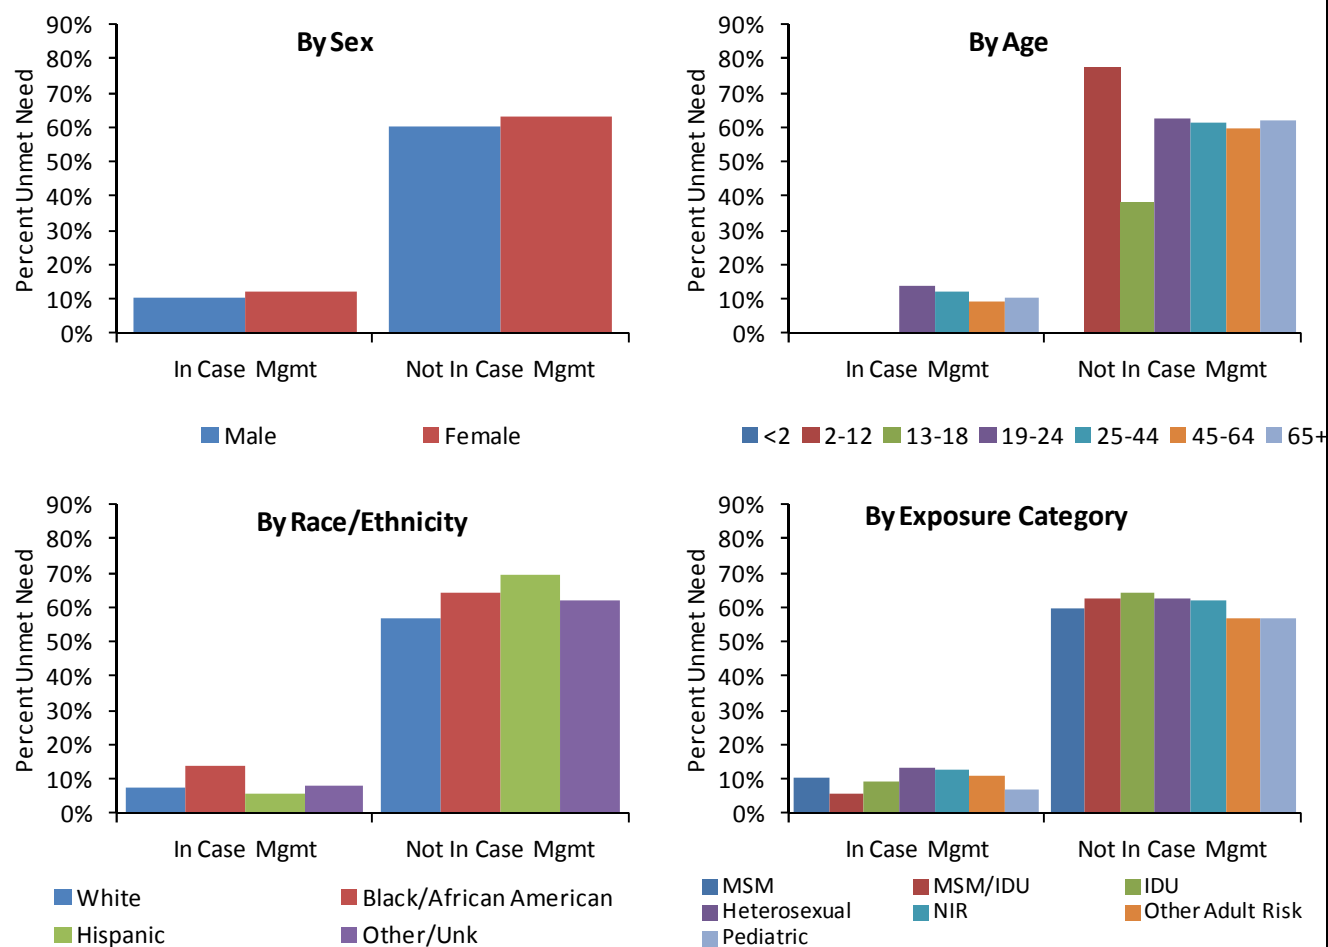 By Sex
Percent Unmet Need
90%
80%
70%
60%
50%
40%
30%
20%
10%
0%
In Case Mgmt
Not In Case Mgmt
Male
Female
By Age
Percent Unmet Need
90%
80%
70%
60%
50%
40%
30%
20%
10%
0%
In Case Mgmt
Not In Case Mgmt
<2 2-12 13-18 19-24 25-44 45-64 65+
By Race/Ethnicity
Percent Unmet Need
90%
80%
70%
60%
50%
40%
30%
20%
10%
0%
In Case Mgmt
Not In Case Mgmt
White
Black/African American
Hispanic
Other/Unk
By Exposure Category
Percent Unmet Need
90%
80%
70%
60%
50%
40%
30%
20%
10%
0%
In Case Mgmt
Not In Case Mgmt
MSM
MSM/IDU
IDU
Heterosexual
NIR
Other Adult Risk
Pediatric